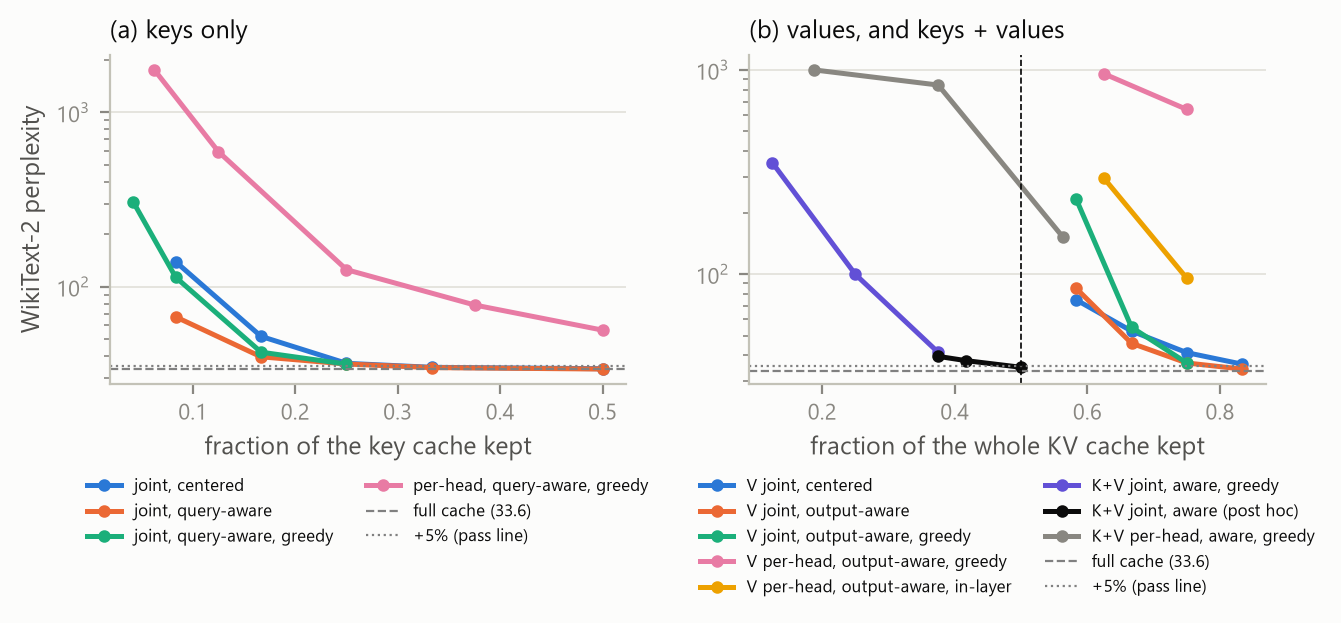 (a) keys only
WikiText-2 perplexity
10³
10²
0.1 0.2 0.3 0.4 0.5
fraction of the key cache kept
joint, centered
joint, query-aware
joint, query-aware, greedy
per-head, query-aware, greedy
full cache (33.6)
+5% (pass line)
(b) values, and keys + values
10³
10²
0.2 0.4 0.6 0.8
fraction of the whole KV cache kept
V joint, centered
V joint, output-aware
V joint, output-aware, greedy
V per-head, output-aware, greedy
V per-head, output-aware, in-layer
K+V joint, aware, greedy
K+V joint, aware (post hoc)
K+V per-head, aware, greedy
full cache (33.6)
+5% (pass line)